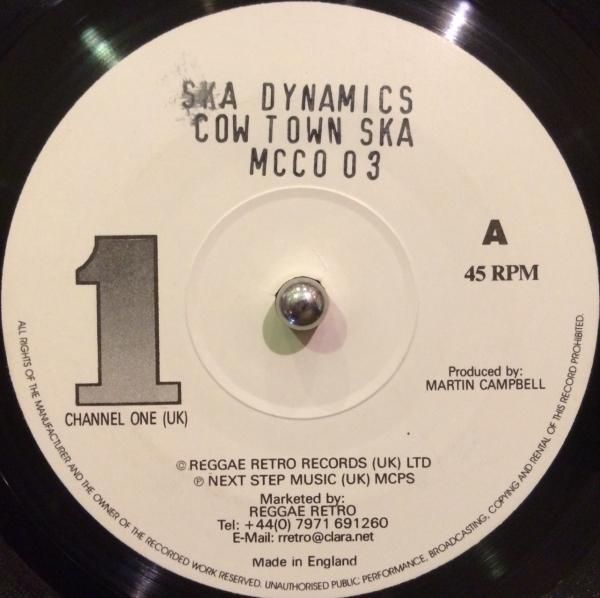 SKA DYNAMICS
COW TOWN SKA
MCCO 03
1
A
45 RPM
CHANNEL ONE (UK)
Produced by:
MARTIN CAMPBELL
© REGGAE RETRO RECORDS (UK) LTD
℗ NEXT STEP MUSIC (UK) MCPS
Marketed by:
REGGAE RETRO
Tel: +44(0) 7971 691260
E-Mail: rretro@clara.net
Made in England
ALL RIGHTS OF THE MANUFACTURER AND THE OWNER OF THE RECORDED WORK RESERVED. UNAUTHORISED PUBLIC PERFORMANCE, BROADCASTING, COPYING AND RENTAL OF THIS RECORD PROHIBITED.